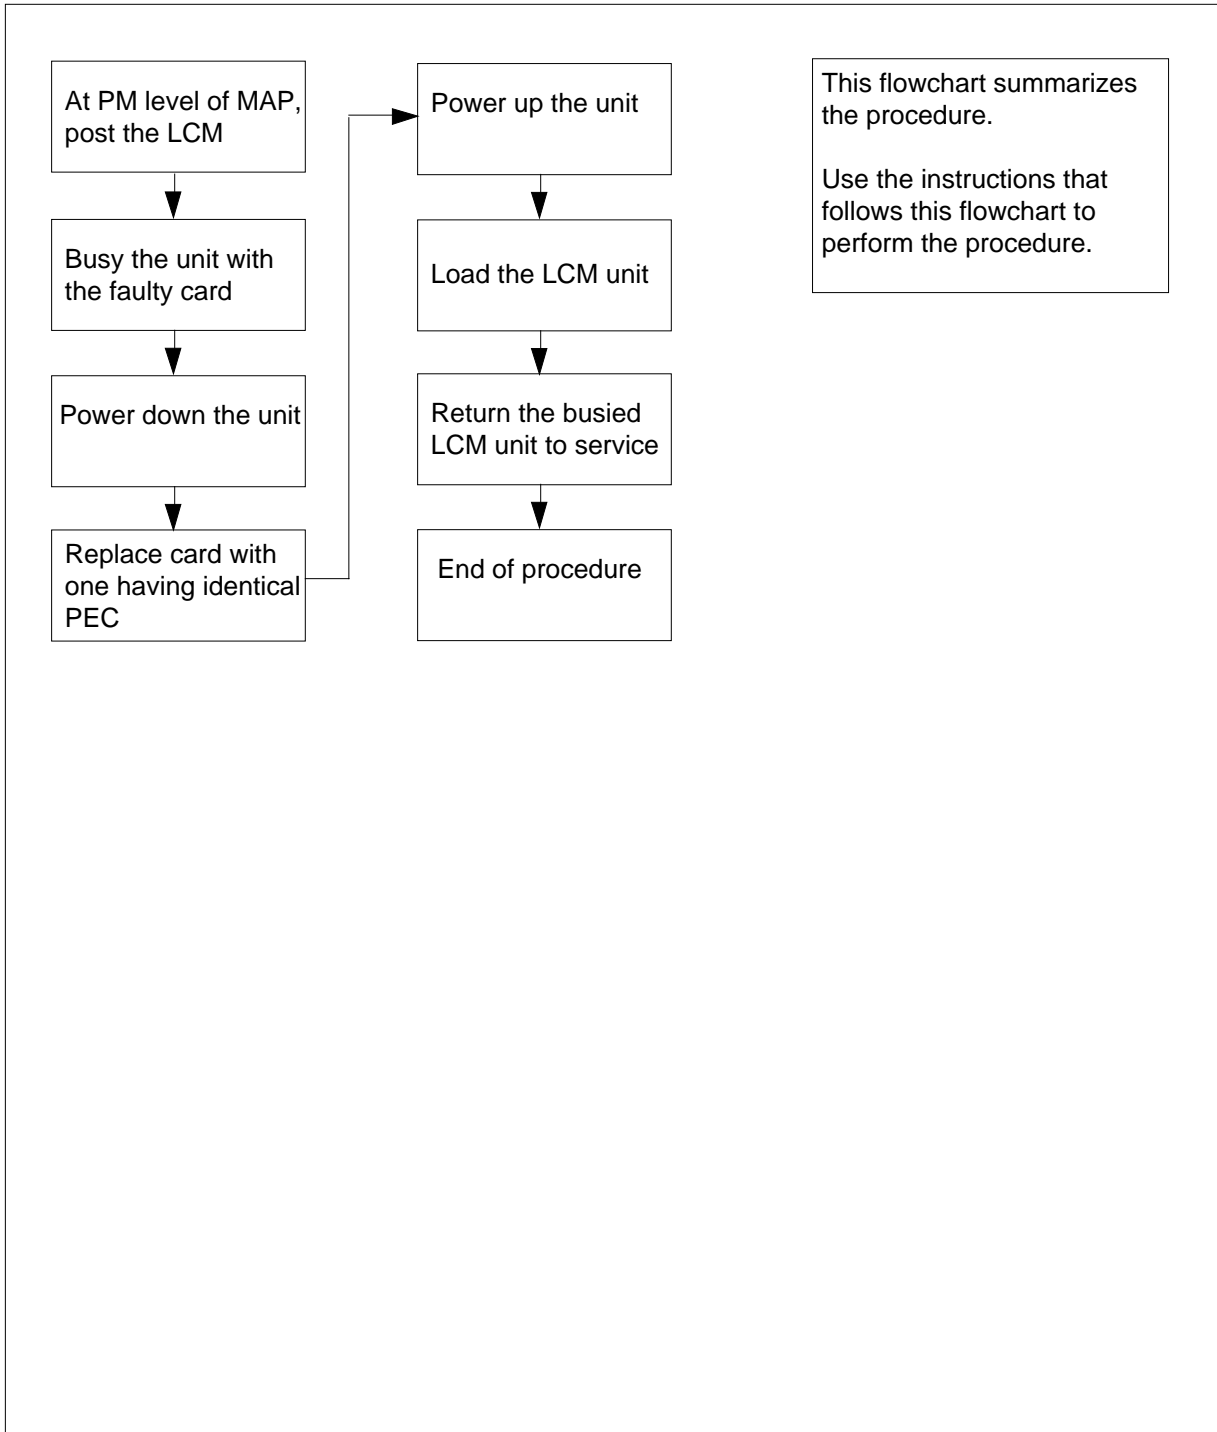 At PM level of MAP,
post the LCM
Busy the unit with
the faulty card
Power down the unit
Replace card with
one having identical
PEC
Power up the unit
Load the LCM unit
Return the busied
LCM unit to service
End of procedure
This flowchart summarizes
the procedure.
Use the instructions that
follows this flowchart to
perform the procedure.